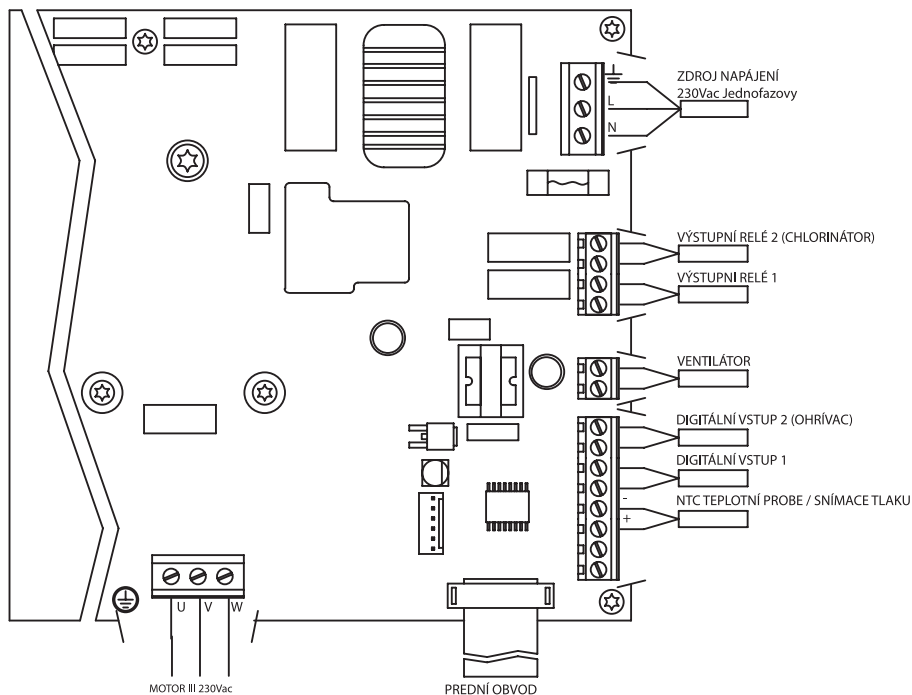 ZDROJ NAPÁJENÍ
230Vac Jednofazovy
L
N
VÝSTUPNÍ RELÉ 2 (CHLORINÁTOR)
VÝSTUPNI RELÉ 1
VENTILÁTOR
DIGITÁLNÍ VSTUP 2 (OHRÍVAC)
DIGITÁLNÍ VSTUP 1
-
NTC TEPLOTNÍ PROBE / SNÍMACE TLAKU
+
U V W
MOTOR III 230Vac
PREDNÍ OBVOD